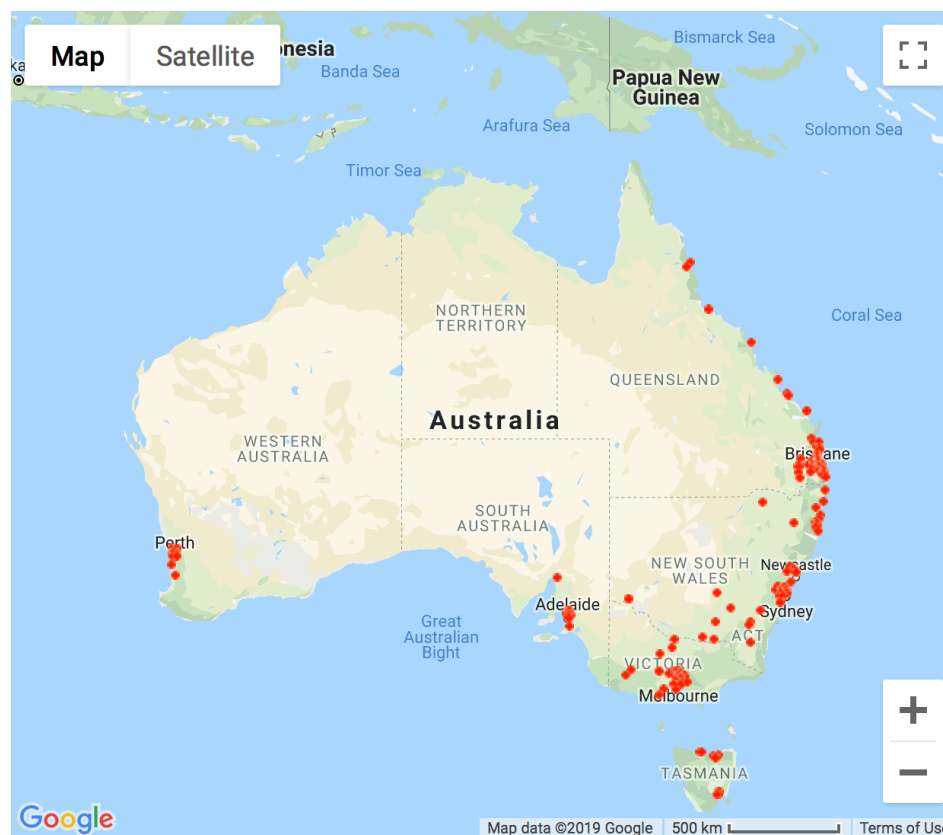 Map
Satellite
onesia
ka
Bismarck Sea
Banda Sea
Papua New
Guinea
Arafura Sea
Solomon Sea
Timor Sea
NORTHERN
TERRITORY
Coral Sea
QUEENSLAND
Australia
WESTERN
AUSTRALIA
Brisbane
SOUTH
AUSTRALIA
Perth
NEW SOUTH
WALES
Newcastle
Adelaide
Sydney
Great
Australian
Bight
ACT
VICTORIA
Melbourne
TASMANIA
Google
Map data ©2019 Google
500 km
Terms of Use